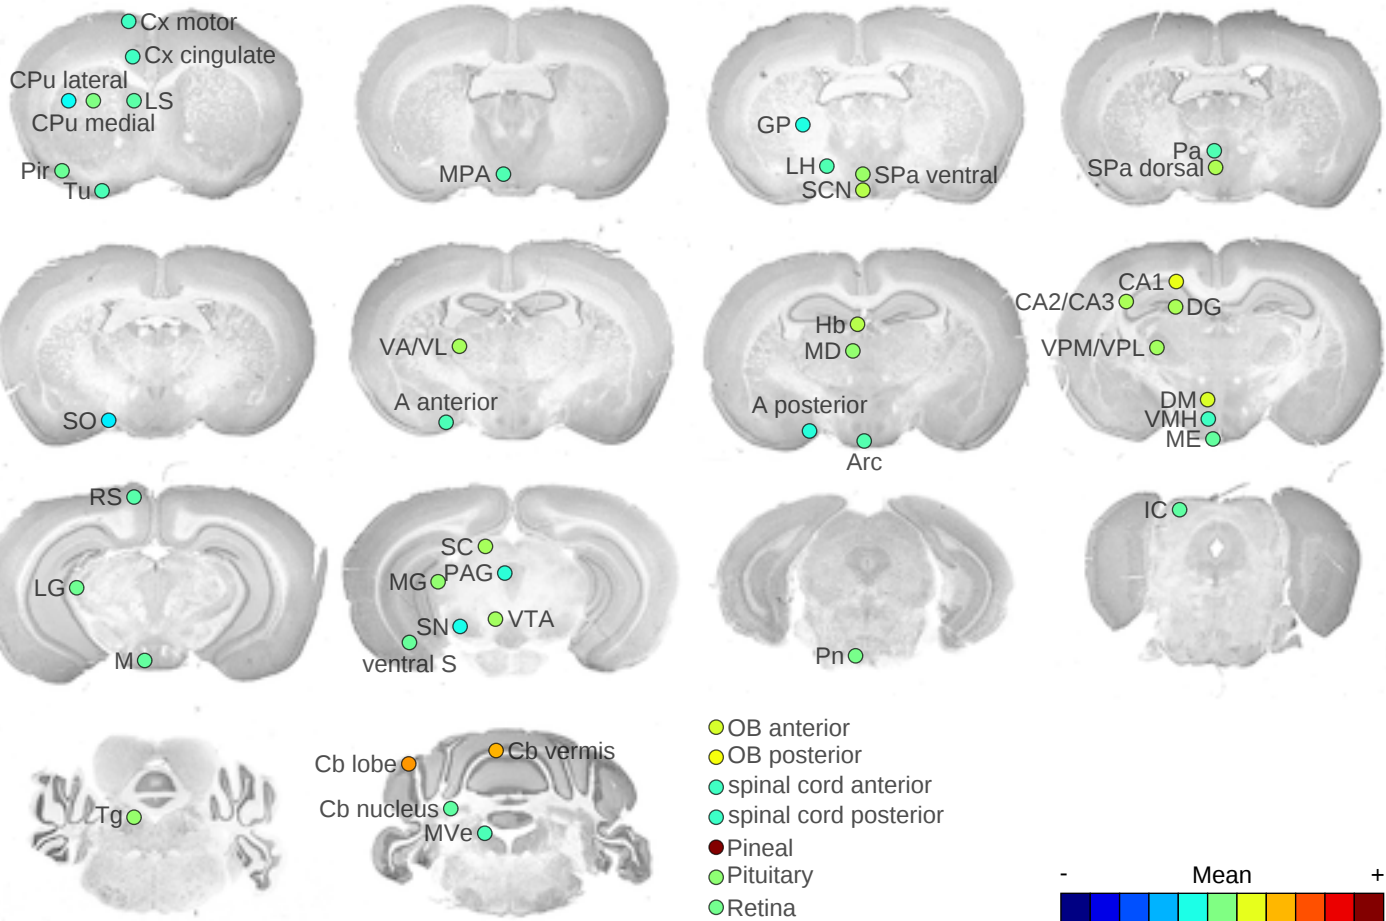 Cx motor
Cx cingulate
CPu lateral
LS
CPu medial
Pir
Tu
MPA
GP
LH
SPa ventral
SCN
Pa
SPa dorsal
SO
VA/VL
A anterior
Hb
MD
A posterior
Arc
CA1
CA2/CA3
DG
VPM/VPL
DM
VMH
ME
RS
LG
M
SC
MG
PAG
SN
VTA
ventral S
Pn
IC
Tg
Cb lobe
Cb vermis
Cb nucleus
MVe
OB anterior
OB posterior
spinal cord anterior
spinal cord posterior
Pineal
Pituitary
Retina
- Mean +